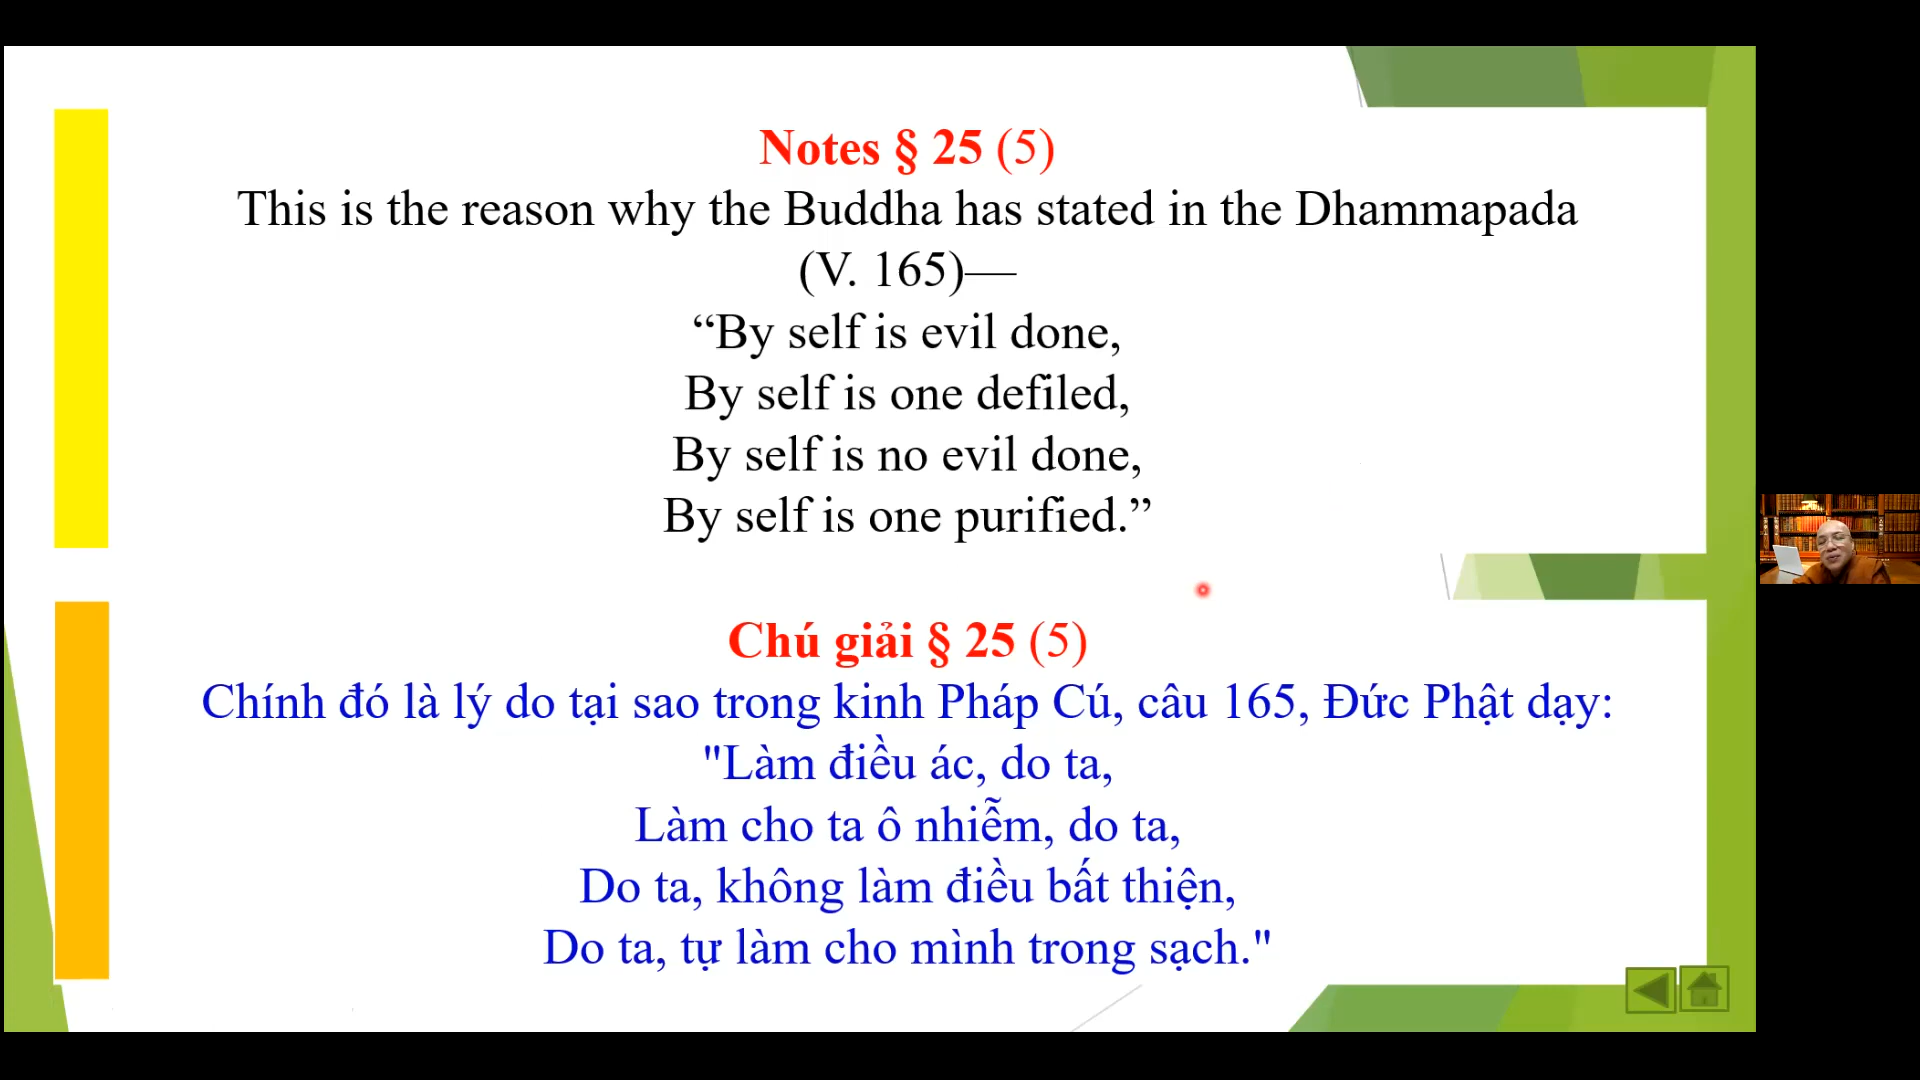 Notes § 25 (5)
This is the reason why the Buddha has stated in the Dhammapada
(V. 165)—
“By self is evil done,
By self is one defiled,
By self is no evil done,
By self is one purified.”
Chú giải § 25 (5)
Chính đó là lý do tại sao trong kinh Pháp Cú, câu 165, Đức Phật dạy:
"Làm điều ác, do ta,
Làm cho ta ô nhiễm, do ta,
Do ta, không làm điều bất thiện,
Do ta, tự làm cho mình trong sạch."